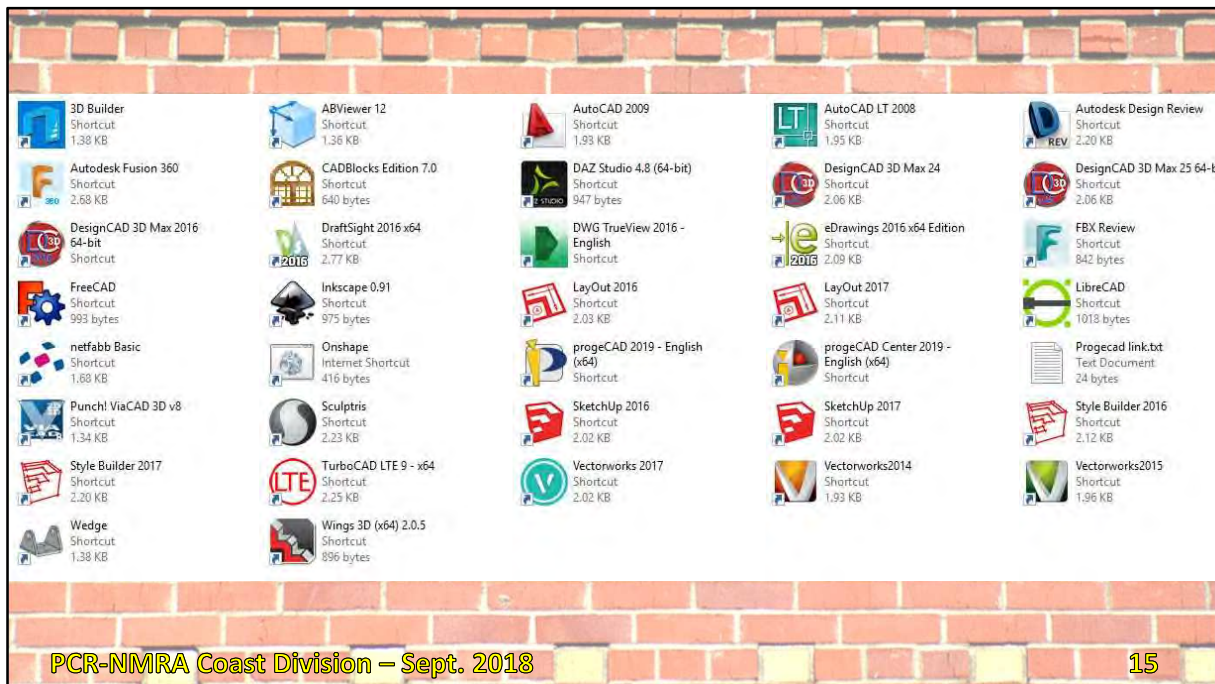 3D Builder
Shortcut
1.38 KB
ABViewer 12
Shortcut
1.36 KB
AutoCAD 2009
Shortcut
1.93 KB
LT
AutoCAD LT 2008
Shortcut
1.95 KB
REV
Autodesk Design Review
Shortcut
2.20 KB
360
Autodesk Fusion 360
Shortcut
2.68 KB
CADBlocks Edition 7.0
Shortcut
640 bytes
DAZ Studio 4.8 (64-bit)
Shortcut
947 bytes
DesignCAD 3D Max 24
Shortcut
2.06 KB
DesignCAD 3D Max 25 64-b
Shortcut
2.06 KB
DesignCAD 3D Max 2016
64-bit
Shortcut
2016
DraftSight 2016 x64
Shortcut
2.77 KB
DWG TrueView 2016 -
English
Shortcut
2016
eDrawings 2016 x64 Edition
Shortcut
2.09 KB
FBX Review
Shortcut
842 bytes
FreeCAD
Shortcut
993 bytes
Inkscape 0.91
Shortcut
975 bytes
LayOut 2016
Shortcut
2.03 KB
LayOut 2017
Shortcut
2.11 KB
LibreCAD
Shortcut
1018 bytes
netfabb Basic
Shortcut
1.68 KB
Onshape
Internet Shortcut
416 bytes
progeCAD 2019 - English
(x64)
Shortcut
progeCAD Center 2019 -
English (x64)
Shortcut
Progecad link.txt
Text Document
24 bytes
Punch! ViaCAD 3D v8
Shortcut
1.34 KB
Sculptris
Shortcut
2.23 KB
SketchUp 2016
Shortcut
2.02 KB
SketchUp 2017
Shortcut
2.02 KB
Style Builder 2016
Shortcut
2.12 KB
Style Builder 2017
Shortcut
2.20 KB
LTE
TurboCAD LTE 9 - x64
Shortcut
2.25 KB
Vectorworks 2017
Shortcut
2.02 KB
Vectorworks2014
Shortcut
1.93 KB
Vectorworks2015
Shortcut
1.96 KB
Wedge
Shortcut
1.38 KB
Wings 3D (x64) 2.0.5
Shortcut
896 bytes
PCR-NMRA Coast Division – Sept. 2018
15